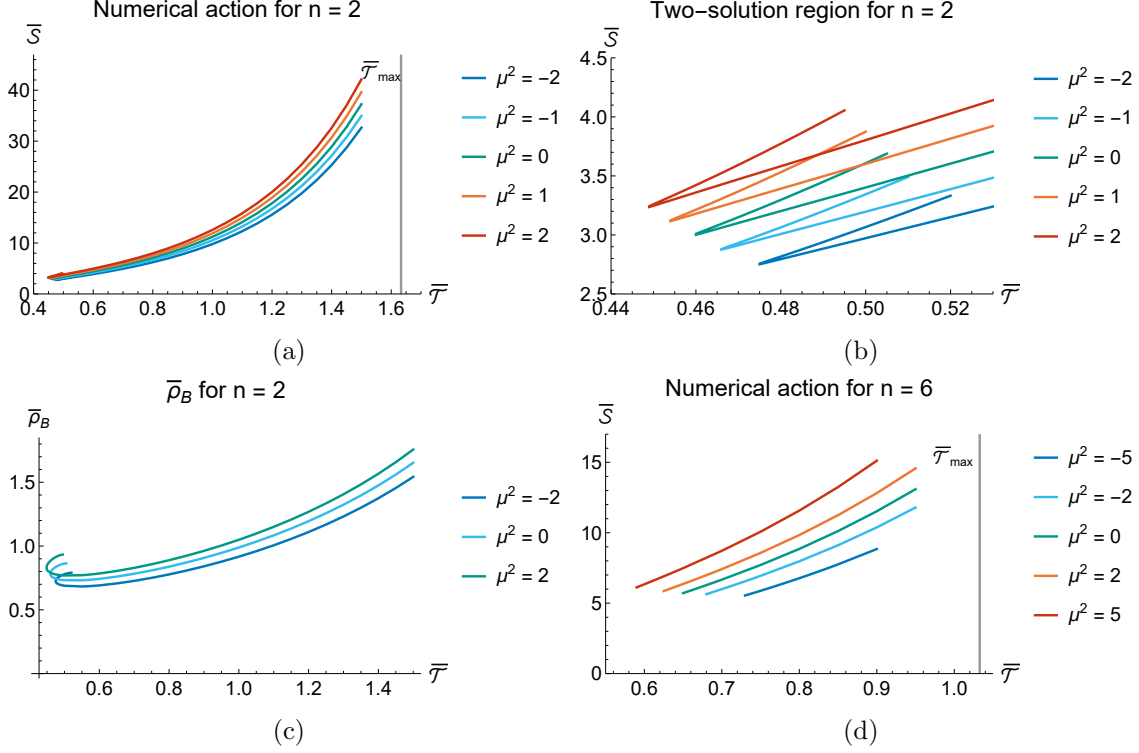 Numerical action for n = 2
S̅
40
30
20
10
0
0.4 0.6 0.8 1.0 1.2 1.4 1.6
T̅
T̅ max
μ² = −2
μ² = −1
μ² = 0
μ² = 1
μ² = 2
(a)
Two−solution region for n = 2
S̅
4.5
4.0
3.5
3.0
2.5
0.44 0.46 0.48 0.50 0.52
T̅
μ² = −2
μ² = −1
μ² = 0
μ² = 1
μ² = 2
(b)
ρ̅B for n = 2
ρ̅B
1.5
1.0
0.5
0.6 0.8 1.0 1.2 1.4
T̅
μ² = −2
μ² = 0
μ² = 2
(c)
Numerical action for n = 6
S̅
15
10
5
0
0.6 0.7 0.8 0.9 1.0
T̅
T̅ max
μ² = −5
μ² = −2
μ² = 0
μ² = 2
μ² = 5
(d)